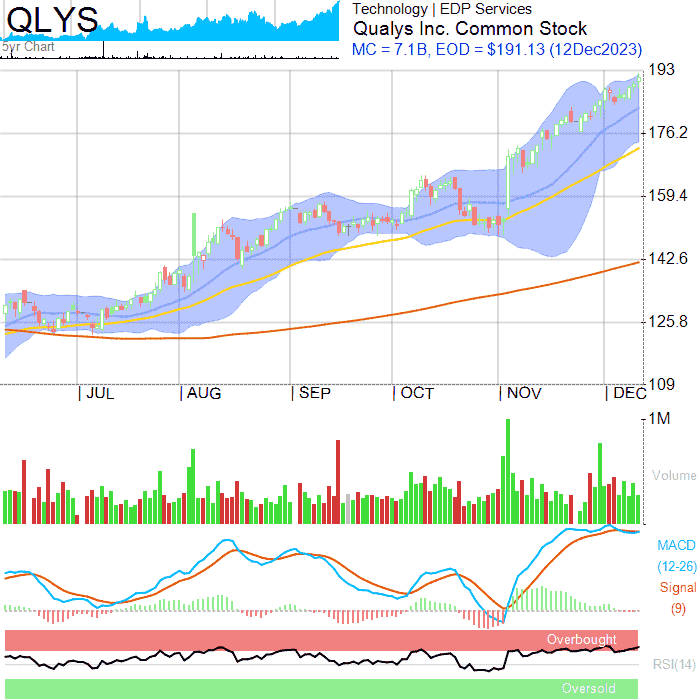 QLYS
5yr Chart
Technology | EDP Services
Qualys Inc. Common Stock
MC = 7.1B, EOD = $191.13 (12Dec2023)
193
176.2
159.4
142.6
125.8
109
| JUL | AUG | SEP | OCT | NOV | DEC
1M
Volume
MACD
(12-26)
Signal
(9)
Overbought
RSI(14)
Oversold